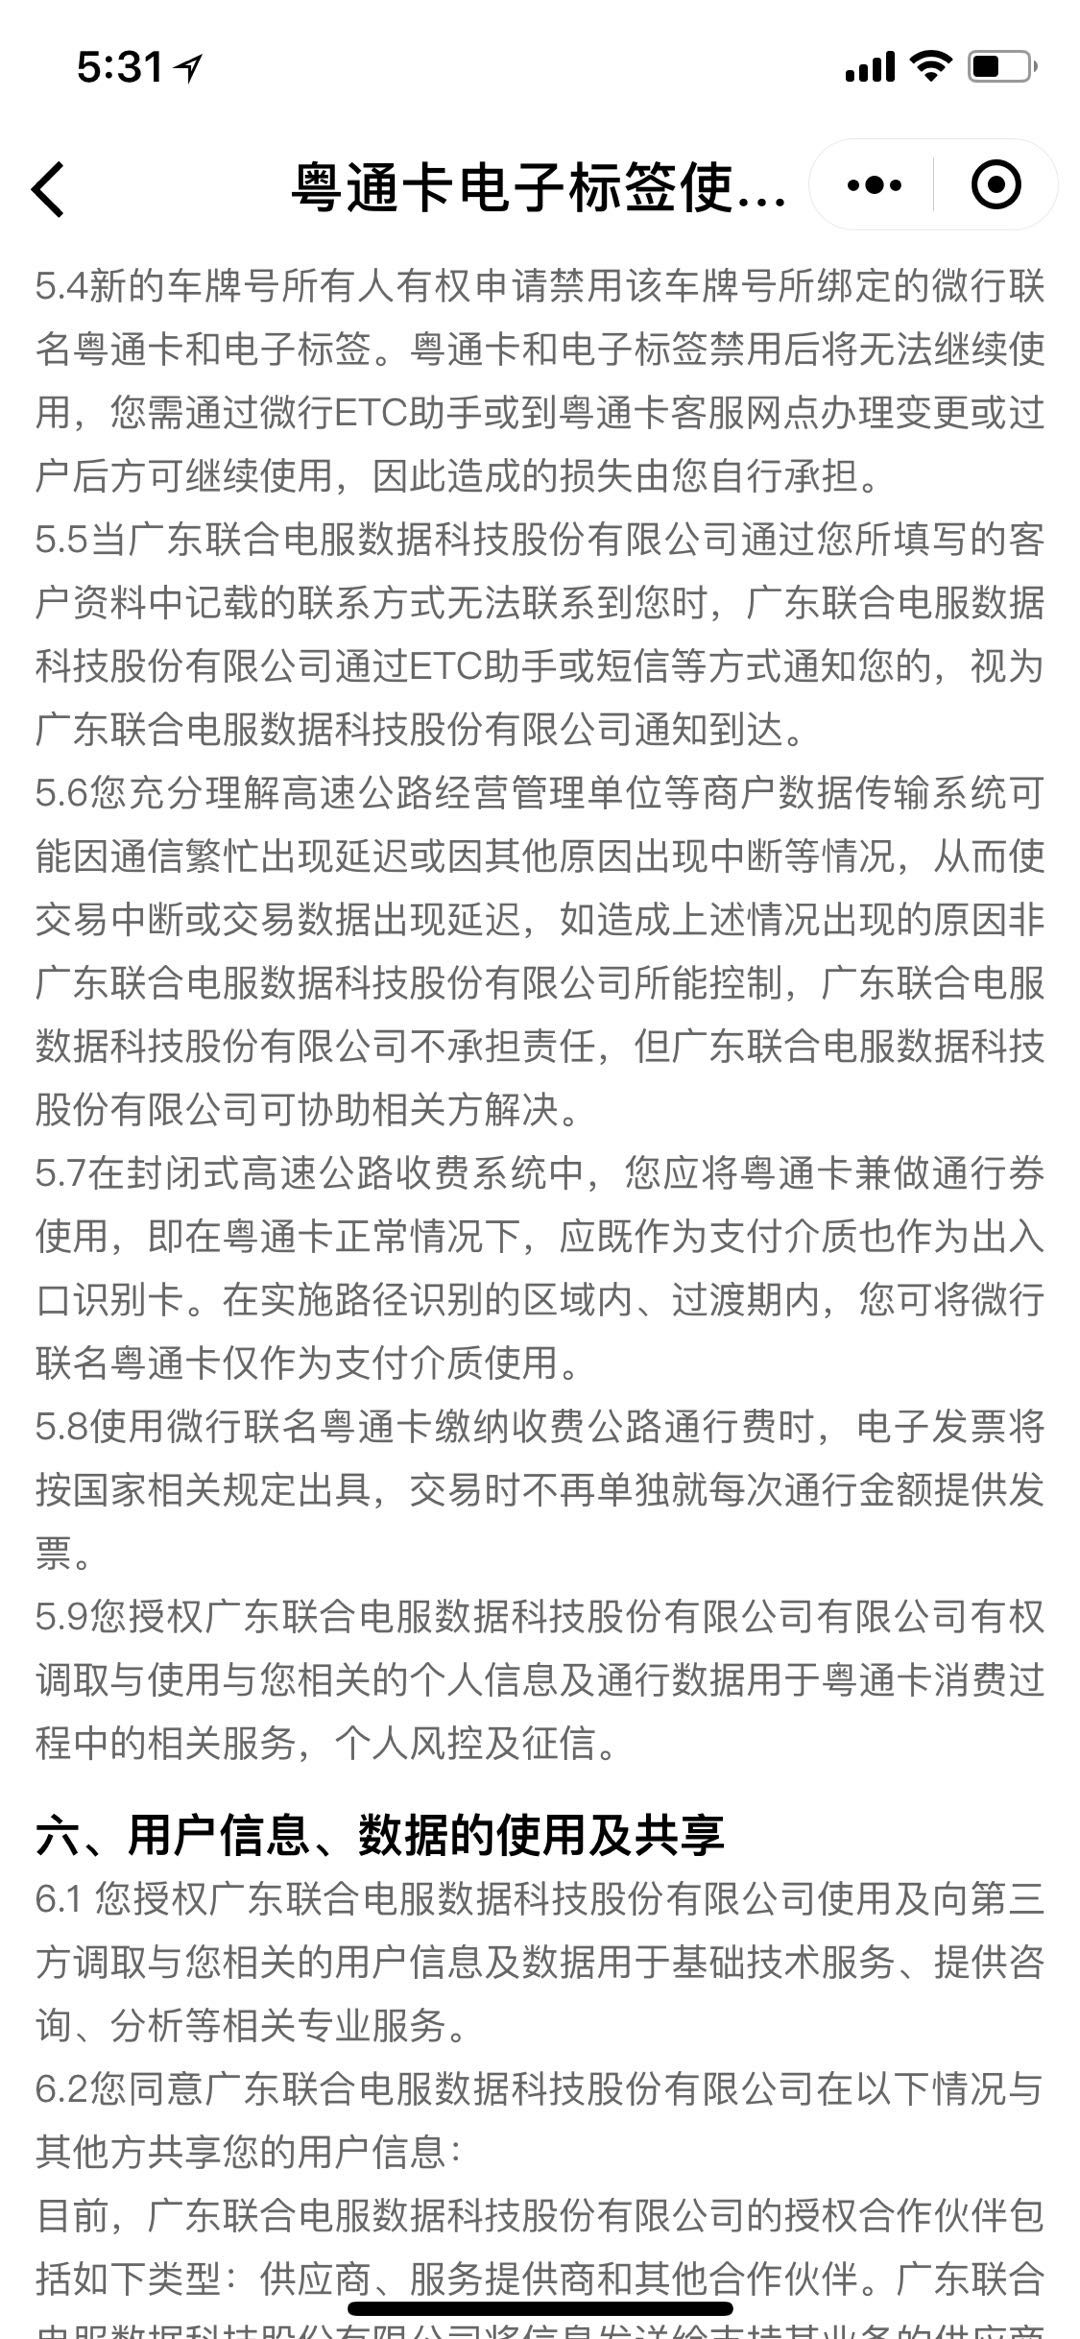 5:31
粤通卡电子标签使...
5.4新的车牌号所有人有权申请禁用该车牌号所绑定的微行联
名粤通卡和电子标签。粤通卡和电子标签禁用后将无法继续使
用，您需通过微行ETC助手或到粤通卡客服网点办理变更或过
户后方可继续使用，因此造成的损失由您自行承担。
5.5当广东联合电服数据科技股份有限公司通过您所填写的客
户资料中记载的联系方式无法联系到您时，广东联合电服数据
科技股份有限公司通过ETC助手或短信等方式通知您的，视为
广东联合电服数据科技股份有限公司通知到达。
5.6您充分理解高速公路经营管理单位等商户数据传输系统可
能因通信繁忙出现延迟或因其他原因出现中断等情况，从而使
交易中断或交易数据出现延迟，如造成上述情况出现的原因非
广东联合电服数据科技股份有限公司所能控制，广东联合电服
数据科技股份有限公司不承担责任，但广东联合电服数据科技
股份有限公司可协助相关方解决。
5.7在封闭式高速公路收费系统中，您应将粤通卡兼做通行券
使用，即在粤通卡正常情况下，应既作为支付介质也作为出入
口识别卡。在实施路径识别的区域内、过渡期内，您可将微行
联名粤通卡仅作为支付介质使用。
5.8使用微行联名粤通卡缴纳收费公路通行费时，电子发票将
按国家相关规定出具，交易时不再单独就每次通行金额提供发
票。
5.9您授权广东联合电服数据科技股份有限公司有限公司有权
调取与使用与您相关的个人信息及通行数据用于粤通卡消费过
程中的相关服务，个人风控及征信。
六、用户信息、数据的使用及共享
6.1 您授权广东联合电服数据科技股份有限公司使用及向第三
方调取与您相关的用户信息及数据用于基础技术服务、提供咨
询、分析等相关专业服务。
6.2您同意广东联合电服数据科技股份有限公司在以下情况与
其他方共享您的用户信息：
目前，广东联合电服数据科技股份有限公司的授权合作伙伴包
括如下类型：供应商、服务提供商和其他合作伙伴。广东联合
电服数据科技股份有限公司将信息发送给支持其业务的供应商